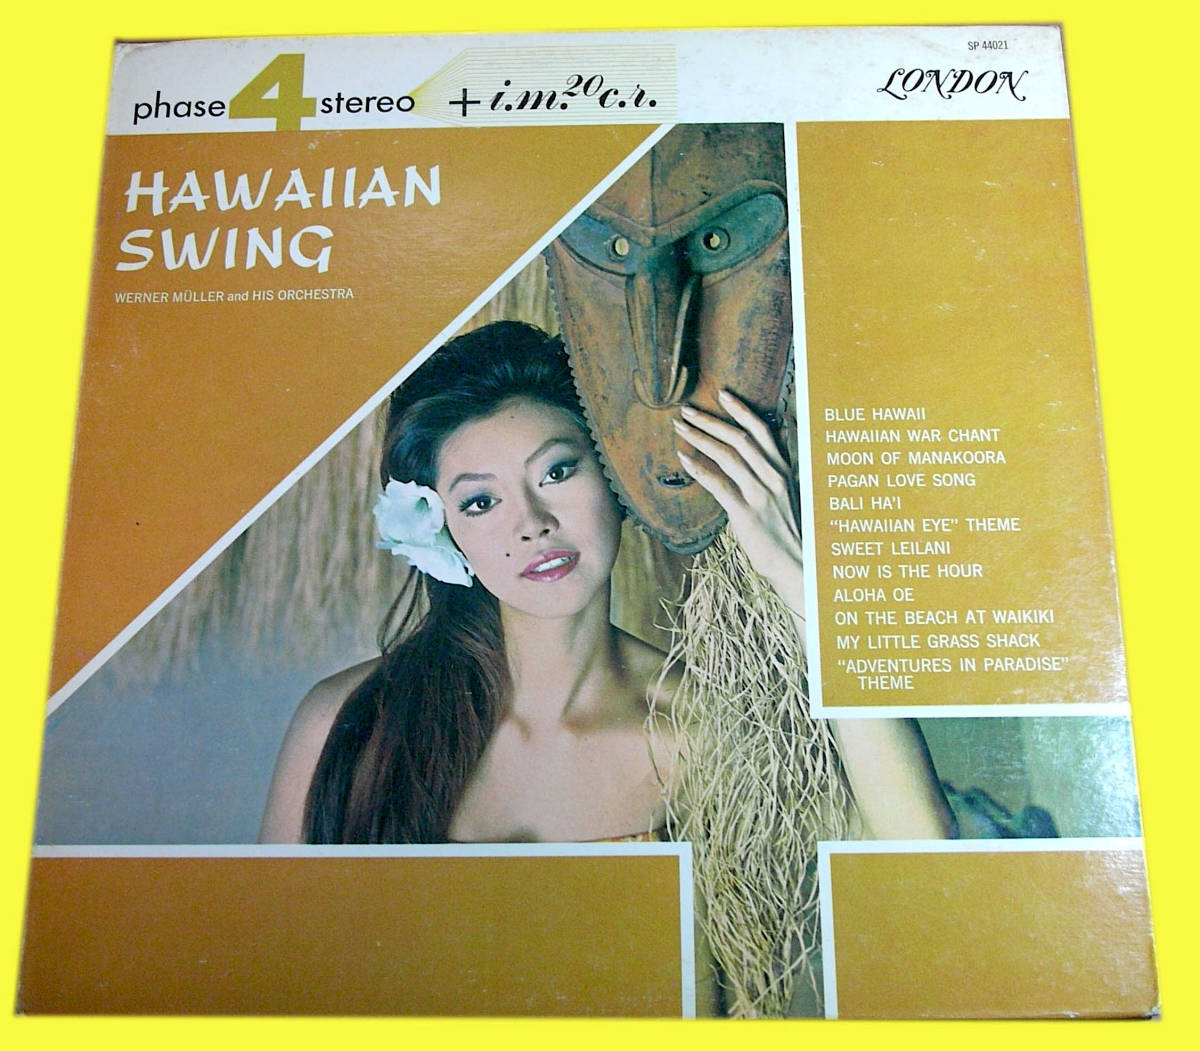 SP 44021
phase 4 stereo + i.m.20 c.r.
LONDON
HAWAIIAN
SWING
WERNER MÜLLER and HIS ORCHESTRA
BLUE HAWAII
HAWAIIAN WAR CHANT
MOON OF MANAKOORA
PAGAN LOVE SONG
BALI HA'I
"HAWAIIAN EYE" THEME
SWEET LEILANI
NOW IS THE HOUR
ALOHA OE
ON THE BEACH AT WAIKIKI
MY LITTLE GRASS SHACK
"ADVENTURES IN PARADISE"
THEME